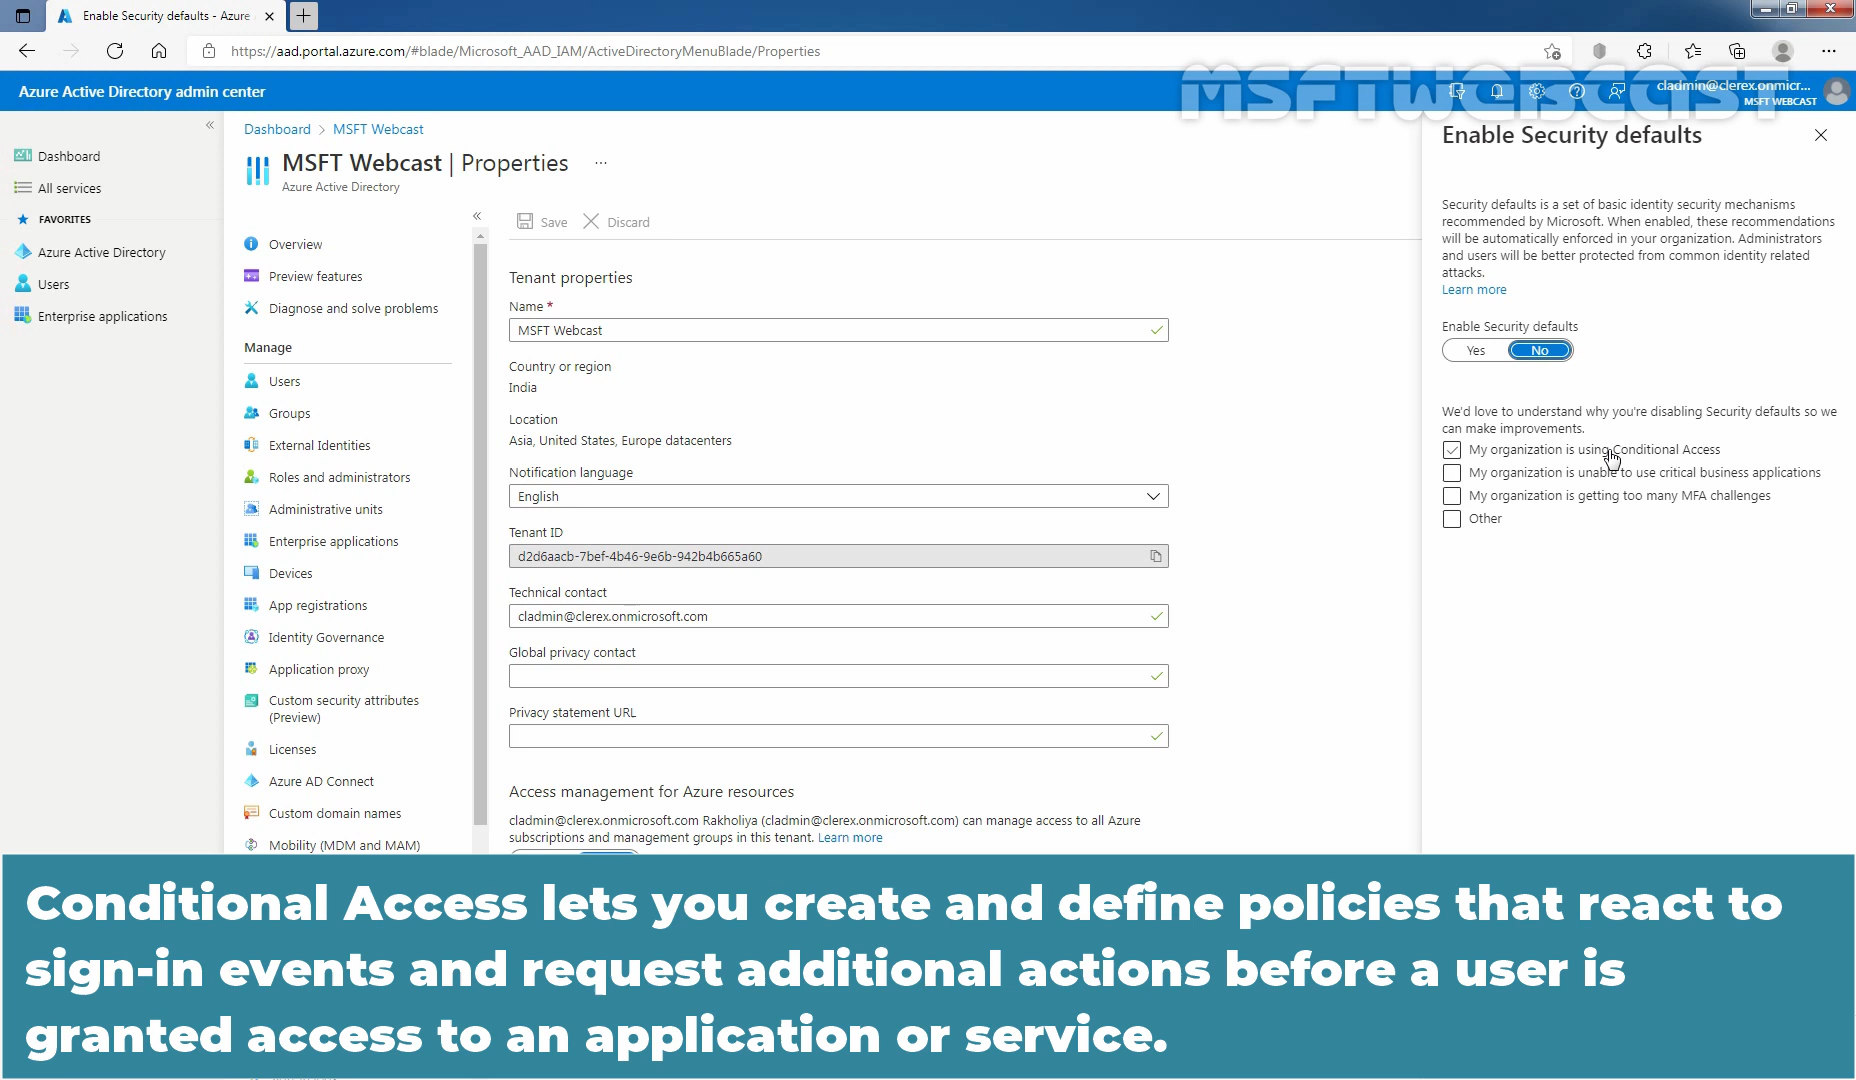 Enable Security defaults - Azure
https://aad.portal.azure.com/#blade/Microsoft_AAD_IAM/ActiveDirectoryMenuBlade/Properties
MSFTWEBCAST
Azure Active Directory admin center
cladmin@clerex.onmicr...
MSFT WEBCAST
Dashboard
All services
FAVORITES
Azure Active Directory
Users
Enterprise applications
Dashboard > MSFT Webcast
MSFT Webcast | Properties ...
Azure Active Directory
Overview
Preview features
Diagnose and solve problems
Manage
Users
Groups
External Identities
Roles and administrators
Administrative units
Enterprise applications
Devices
App registrations
Identity Governance
Application proxy
Custom security attributes
(Preview)
Licenses
Azure AD Connect
Custom domain names
Mobility (MDM and MAM)
Save Discard
Tenant properties
Name *
MSFT Webcast
Country or region
India
Location
Asia, United States, Europe datacenters
Notification language
English
Tenant ID
d2d6aacb-7bef-4b46-9e6b-942b4b665a60
Technical contact
cladmin@clerex.onmicrosoft.com
Global privacy contact
Privacy statement URL
Access management for Azure resources
cladmin@clerex.onmicrosoft.com Rakholiya (cladmin@clerex.onmicrosoft.com) can manage access to all Azure
subscriptions and management groups in this tenant. Learn more
Enable Security defaults
Security defaults is a set of basic identity security mechanisms
recommended by Microsoft. When enabled, these recommendations
will be automatically enforced in your organization. Administrators
and users will be better protected from common identity related
attacks.
Learn more
Enable Security defaults
Yes No
We'd love to understand why you're disabling Security defaults so we
can make improvements.
My organization is using Conditional Access
My organization is unable to use critical business applications
My organization is getting too many MFA challenges
Other
Conditional Access lets you create and define policies that react to
sign-in events and request additional actions before a user is
granted access to an application or service.